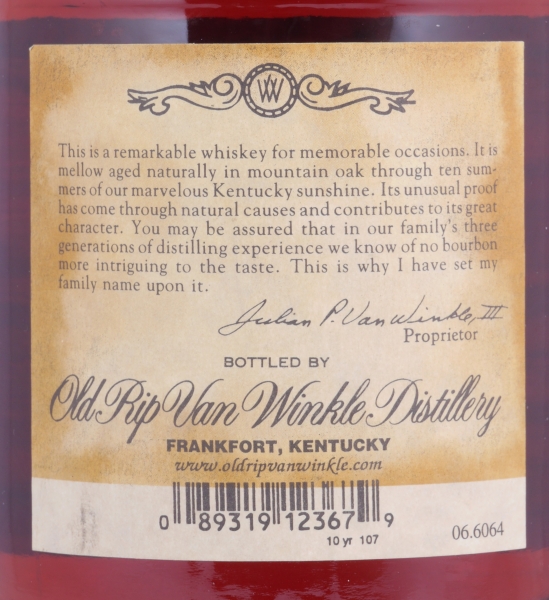 W
This is a remarkable whiskey for memorable occasions. It is
mellow aged naturally in mountain oak through ten sum-
mers of our marvelous Kentucky sunshine. Its unusual proof
has come through natural causes and contributes to its great
character. You may be assured that in our family's three
generations of distilling experience we know of no bourbon
more intriguing to the taste. This is why I have set my
family name upon it.
Julian P. Van Winkle, III
Proprietor
BOTTLED BY
Old Rip Van Winkle Distillery
FRANKFORT, KENTUCKY
www.oldripvanwinkle.com
0 89319 12367 9
10 yr 107
06.6064